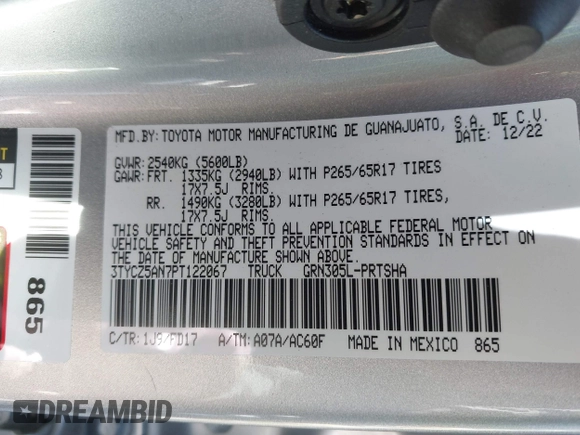 MFD.BY: TOYOTA MOTOR MANUFACTURING DE GUANAJUATO, S.A. DE C.V.
DATE: 12/22
GVWR: 2540KG (5600LB)
GAWR: FRT. 1335KG (2940LB) WITH P265/65R17 TIRES
17X7.5J RIMS.
RR. 1490KG (3280LB) WITH P265/65R17 TIRES,
17X7.5J RIMS.
THIS VEHICLE CONFORMS TO ALL APPLICABLE FEDERAL MOTOR
VEHICLE SAFETY AND THEFT PREVENTION STANDARDS IN EFFECT ON
THE DATE OF MANUFACTURE SHOWN ABOVE.
3TYCZ5AN7PT122067 TRUCK GRN305L-PRTSHA
C/TR: 1J9/FD17 A/TM: A07A/AC60F MADE IN MEXICO 865
865
DREAMBID